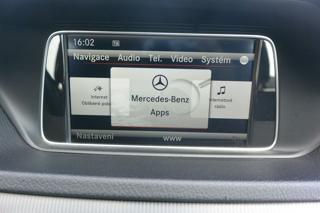 16:02
Navigace Audio Tel. Video Systém
Internet
Oblíbené položky
Mercedes-Benz
Apps
Internetové
rádio
Nastavení www